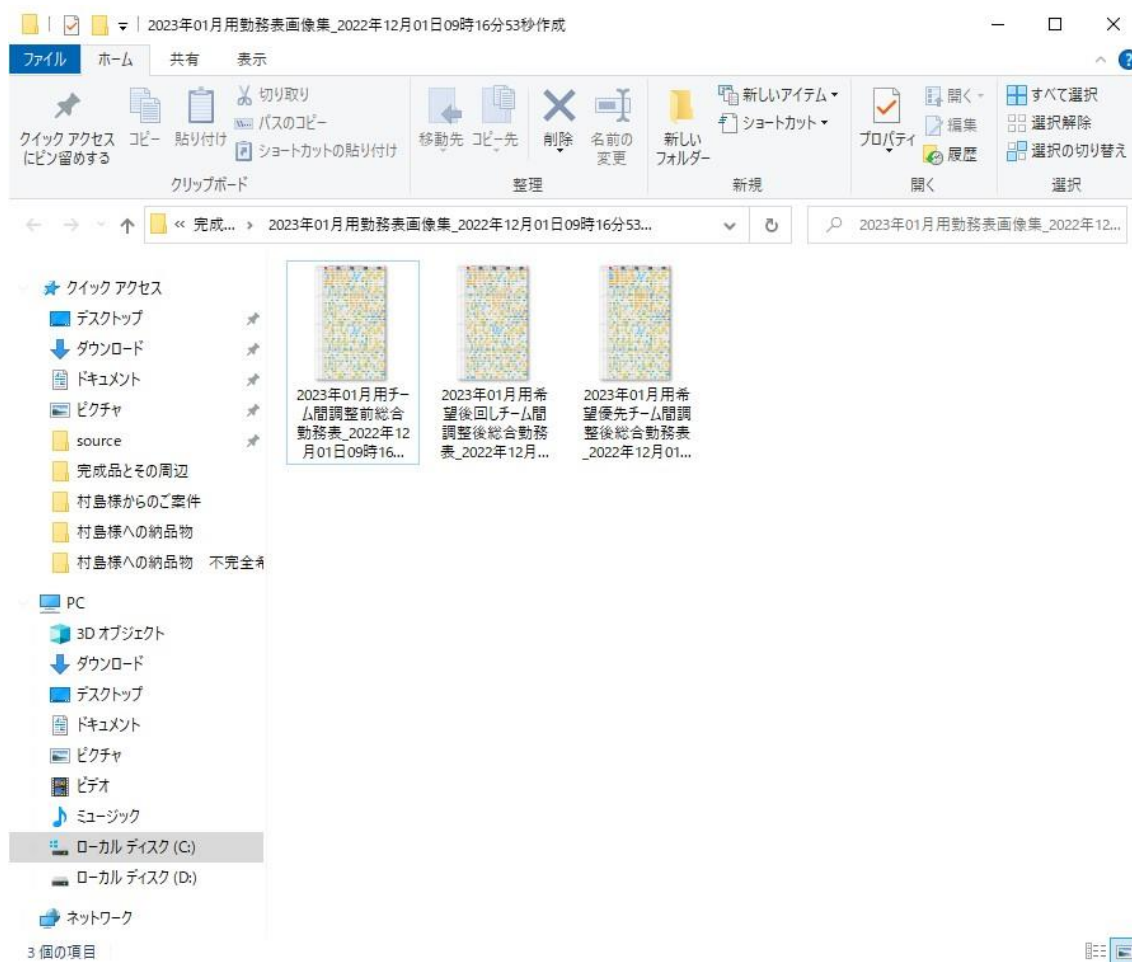 2023年01月用勤務表画像集_2022年12月01日09時16分53秒作成
ファイル ホーム 共有 表示
クイック アクセス
にピン留めする
コピー
貼り付け
切り取り
パスのコピー
ショートカットの貼り付け
クリップボード
移動先
コピー先
削除
名前の
変更
整理
新しい
フォルダー
新しいアイテム
ショートカット
新規
プロパティ
開く
編集
履歴
開く
すべて選択
選択解除
選択の切り替え
選択
« 完成... › 2023年01月用勤務表画像集_2022年12月01日09時16分53...
2023年01月用勤務表画像集_2022年12...
クイック アクセス
デスクトップ
ダウンロード
ドキュメント
ピクチャ
source
完成品とその周辺
村島様からのご案件
村島様への納品物
村島様への納品物 不完全希
PC
3D オブジェクト
ダウンロード
デスクトップ
ドキュメント
ピクチャ
ビデオ
ミュージック
ローカル ディスク (C:)
ローカル ディスク (D:)
ネットワーク
2023年01月用チー
ム間調整前総合
勤務表_2022年12
月01日09時16...
2023年01月用希
望後回しチーム間
調整後総合勤務
表_2022年12月...
2023年01月用希
望優先チーム間調
整後総合勤務表
_2022年12月01...
3 個の項目